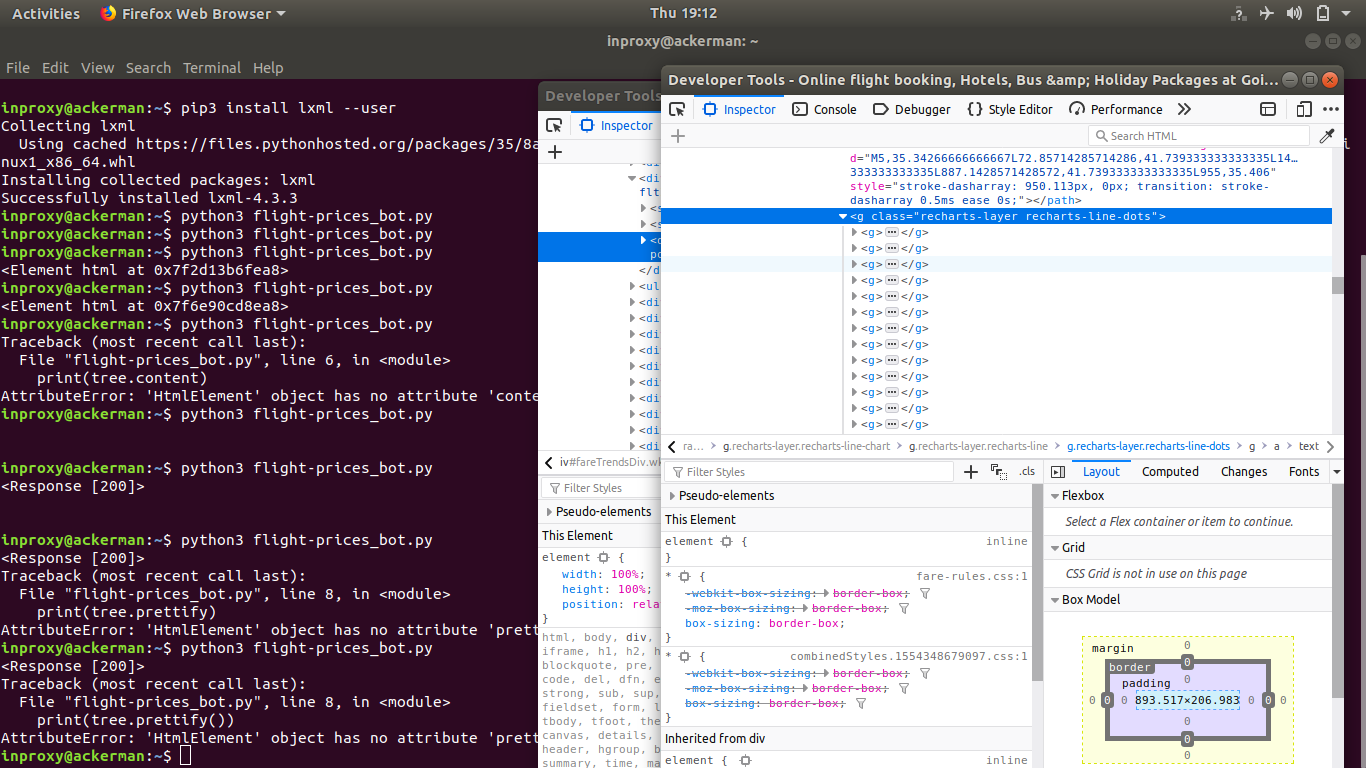 Activities
Firefox Web Browser
Thu 19:12
inproxy@ackerman: ~
File Edit View Search Terminal Help
inproxy@ackerman:~$ pip3 install lxml --user
Collecting lxml
Using cached https://files.pythonhosted.org/packages/35/8a
nux1_x86_64.whl
Installing collected packages: lxml
Successfully installed lxml-4.3.3
inproxy@ackerman:~$ python3 flight-prices_bot.py
inproxy@ackerman:~$ python3 flight-prices_bot.py
inproxy@ackerman:~$ python3 flight-prices_bot.py
<Element html at 0x7f2d13b6fea8>
inproxy@ackerman:~$ python3 flight-prices_bot.py
<Element html at 0x7f6e90cd8ea8>
inproxy@ackerman:~$ python3 flight-prices_bot.py
Traceback (most recent call last):
File "flight-prices_bot.py", line 6, in <module>
print(tree.content)
AttributeError: 'HtmlElement' object has no attribute 'conte
inproxy@ackerman:~$ python3 flight-prices_bot.py
inproxy@ackerman:~$ python3 flight-prices_bot.py
<Response [200]>
inproxy@ackerman:~$ python3 flight-prices_bot.py
<Response [200]>
Traceback (most recent call last):
File "flight-prices_bot.py", line 8, in <module>
print(tree.prettify)
AttributeError: 'HtmlElement' object has no attribute 'prett
inproxy@ackerman:~$ python3 flight-prices_bot.py
<Response [200]>
Traceback (most recent call last):
File "flight-prices_bot.py", line 8, in <module>
print(tree.prettify())
AttributeError: 'HtmlElement' object has no attribute 'prett
inproxy@ackerman:~$
Developer Tools
Inspector
<div
flt
<s
<s
<d
po
</d
<ul
<div
<div
<div
<div
<div
<div
<div
<div
<div
<div
iv#fareTrendsDiv.wk
Filter Styles
Pseudo-elements
This Element
element {
width: 100%;
height: 100%;
position: rela
}
html, body, div,
iframe, h1, h2, h
blockquote, pre,
code, del, dfn, e
strong, sub, sup,
fieldset, form, l
tbody, tfoot, the
canvas, details,
header, hgroup, b
summary, time, ma
Developer Tools - Online flight booking, Hotels, Bus &amp; Holiday Packages at Goi...
Inspector Console Debugger Style Editor Performance
Search HTML
d="M5,35.34266666666667L72.85714285714286,41.739333333333335L14…
333333333335L887.1428571428572,41.739333333333335L955,35.406"
style="stroke-dasharray: 950.113px, 0px; transition: stroke-
dasharray 0.5ms ease 0s;"></path>
<g class="recharts-layer recharts-line-dots">
<g>…</g>
<g>…</g>
<g>…</g>
<g>…</g>
<g>…</g>
<g>…</g>
<g>…</g>
<g>…</g>
<g>…</g>
<g>…</g>
<g>…</g>
<g>…</g>
<g>…</g>
ra… g.recharts-layer.recharts-line-chart g.recharts-layer.recharts-line g.recharts-layer.recharts-line-dots g a text
Filter Styles
.cls
Pseudo-elements
This Element
element { inline
}
* { fare-rules.css:1
-webkit-box-sizing: border-box;
-moz-box-sizing: border-box;
box-sizing: border-box;
}
* { combinedStyles.1554348679097.css:1
-webkit-box-sizing: border-box;
-moz-box-sizing: border-box;
box-sizing: border-box;
}
Inherited from div
element { inline
Layout Computed Changes Fonts
Flexbox
Select a Flex container or item to continue.
Grid
CSS Grid is not in use on this page
Box Model
margin 0
border 0
padding 0
0 0 0 893.517×206.983 0 0 0
0
0
0